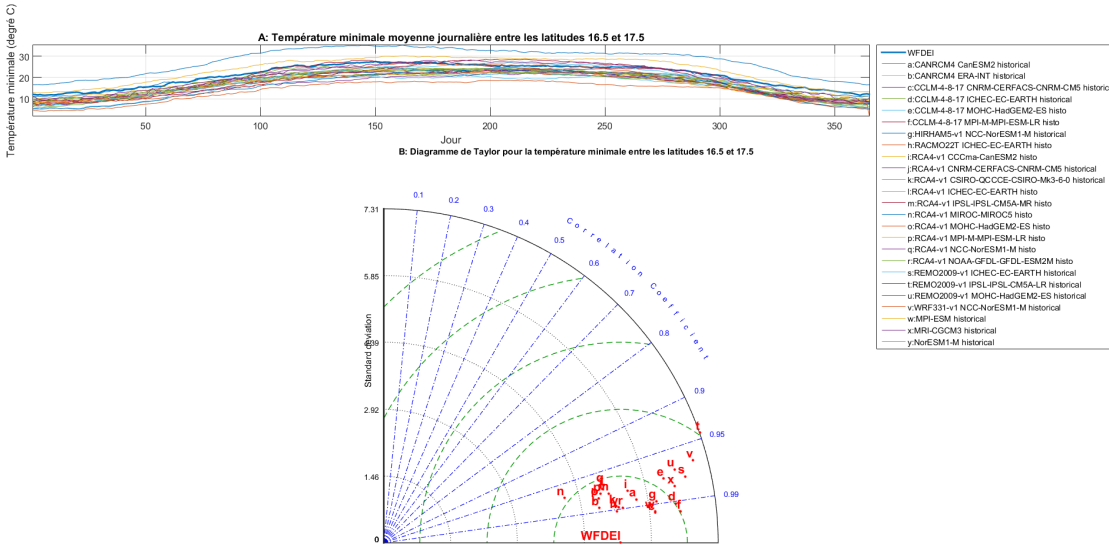 A: Température minimale moyenne journalière entre les latitudes 16.5 et 17.5
Température minimale (degré C)
30
20
10
50
100
150
200
250
300
350
Jour
WFDEI
a:CANRCM4 CanESM2 historical
b:CANRCM4 ERA-INT historical
c:CCLM-4-8-17 CNRM-CERFACS-CNRM-CM5 historic
d:CCLM-4-8-17 ICHEC-EC-EARTH historical
e:CCLM-4-8-17 MOHC-HadGEM2-ES histo
f:CCLM-4-8-17 MPI-M-MPI-ESM-LR histo
g:HIRHAM5-v1 NCC-NorESM1-M historical
h:RACMO22T ICHEC-EC-EARTH histo
i:RCA4-v1 CCCma-CanESM2 historical
j:RCA4-v1 CNRM-CERFACS-CNRM-CM5 historical
k:RCA4-v1 CSIRO-QCCCE-CSIRO-Mk3-6-0 historical
l:RCA4-v1 ICHEC-EC-EARTH histo
m:RCA4-v1 IPSL-IPSL-CM5A-MR histo
n:RCA4-v1 MIROC-MIROC5 histo
o:RCA4-v1 MOHC-HadGEM2-ES histo
p:RCA4-v1 MPI-M-MPI-ESM-LR histo
q:RCA4-v1 NCC-NorESM1-M histo
r:RCA4-v1 NOAA-GFDL-GFDL-ESM2M histo
s:REMO2009-v1 ICHEC-EC-EARTH historical
t:REMO2009-v1 IPSL-IPSL-CM5A-LR historical
u:REMO2009-v1 MOHC-HadGEM2-ES historical
v:WRF331-v1 NCC-NorESM1-M historical
w:MPI-ESM historical
x:MRI-CGCM3 historical
y:NorESM1-M historical
B: Diagramme de Taylor pour la température minimale entre les latitudes 16.5 et 17.5
Standard deviation
7.31
5.85
2.92
1.46
0
0.1
0.2
0.3
0.4
0.5
0.6
0.7
0.8
0.9
0.95
0.99
Correlation Coefficient
t
v
u
s
e
x
d
f
g
i
a
q
n
b
r
WFDEI